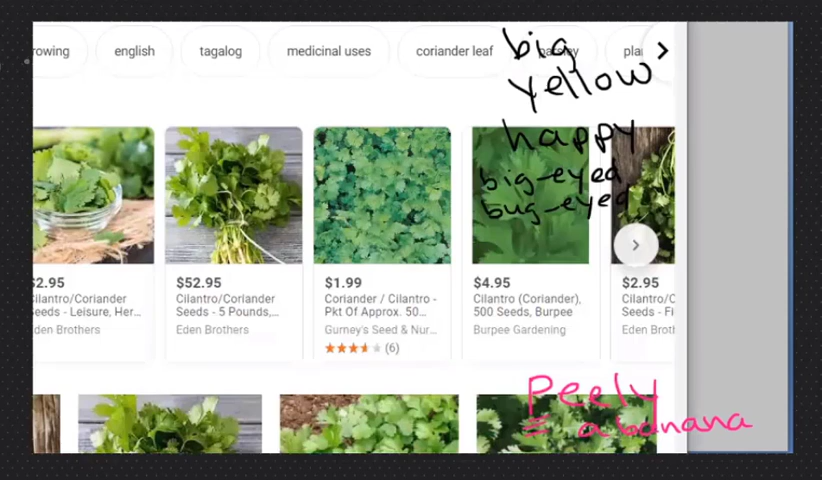 rowing english tagalog medicinal uses coriander leaf parsley pla
big
yellow
happy
big-eyed
bug-eyed
$2.95 $52.95 $1.99 $4.95 $2.95
Cilantro/Coriander Cilantro/Coriander Coriander / Cilantro - Cilantro (Coriander), Cilantro/C
Seeds - Leisure, Her... Seeds - 5 Pounds,... Pkt Of Approx. 50... 500 Seeds, Burpee Seeds - Fi
Eden Brothers Eden Brothers Gurney's Seed & Nur... Burpee Gardening Eden Broth
(6)
Peely
= a banana